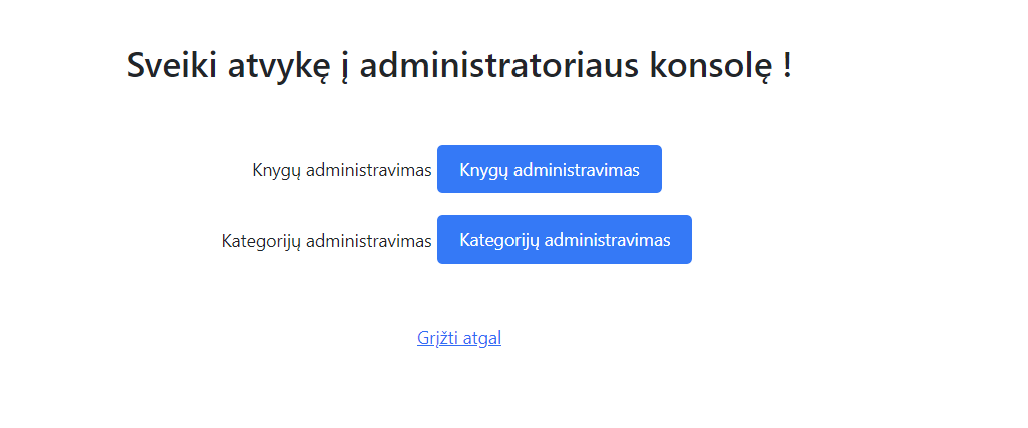 Sveiki atvykę į administratoriaus konsolę !
Knygų administravimas Knygų administravimas
Kategorijų administravimas Kategorijų administravimas
Grįžti atgal